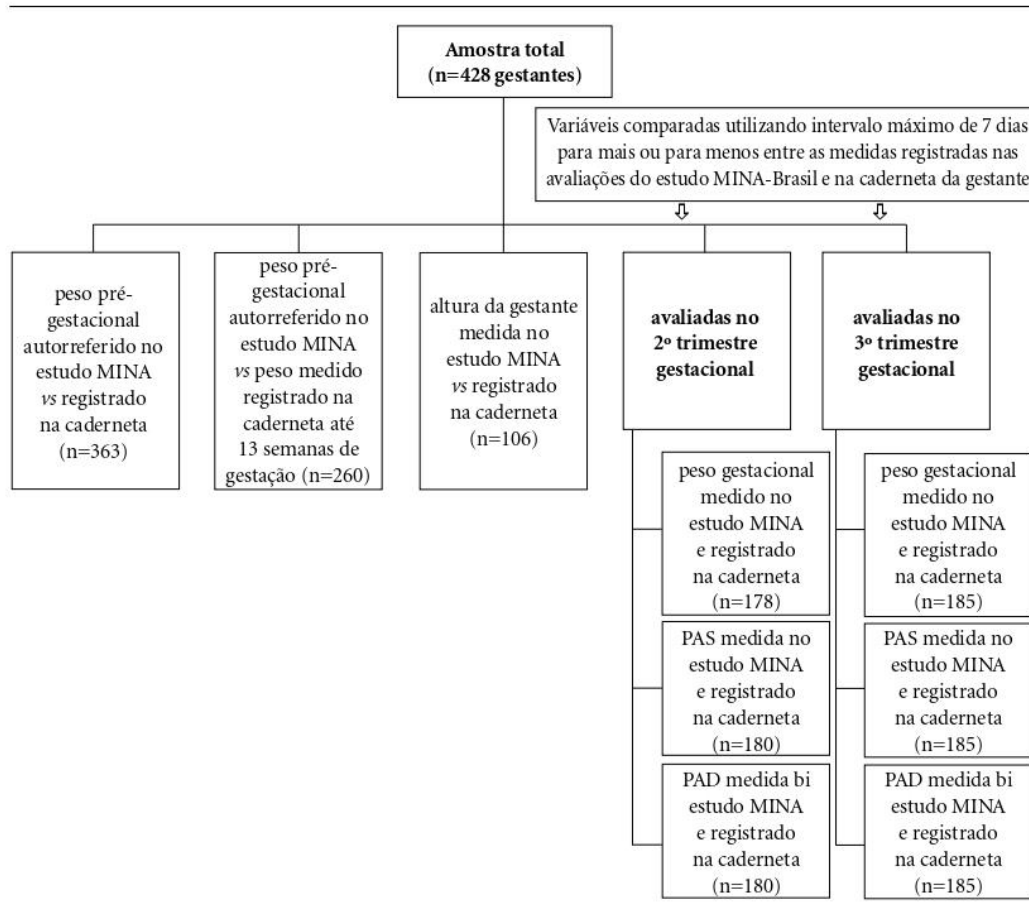 Amostra total
(n=428 gestantes)
Variáveis comparadas utilizando intervalo máximo de 7 dias
para mais ou para menos entre as medidas registradas nas
avaliações do estudo MINA-Brasil e na caderneta da gestante
peso pré-
gestacional
autorreferido no
estudo MINA
vs registrado
na caderneta
(n=363)
peso pré-
gestacional
autorreferido no
estudo MINA
vs peso medido
registrado na
caderneta até
13 semanas de
gestação (n=260)
altura da gestante
medida no
estudo MINA
vs registrado
na caderneta
(n=106)
avaliadas no
2º trimestre
gestacional
avaliadas no
3º trimestre
gestacional
peso gestacional
medido no
estudo MINA
e registrado
na caderneta
(n=178)
peso gestacional
medido no
estudo MINA
e registrado
na caderneta
(n=185)
PAS medida no
estudo MINA
e registrado
na caderneta
(n=180)
PAS medida no
estudo MINA
e registrado
na caderneta
(n=185)
PAD medida bi
estudo MINA
e registrado
na caderneta
(n=180)
PAD medida bi
estudo MINA
e registrado
na caderneta
(n=185)